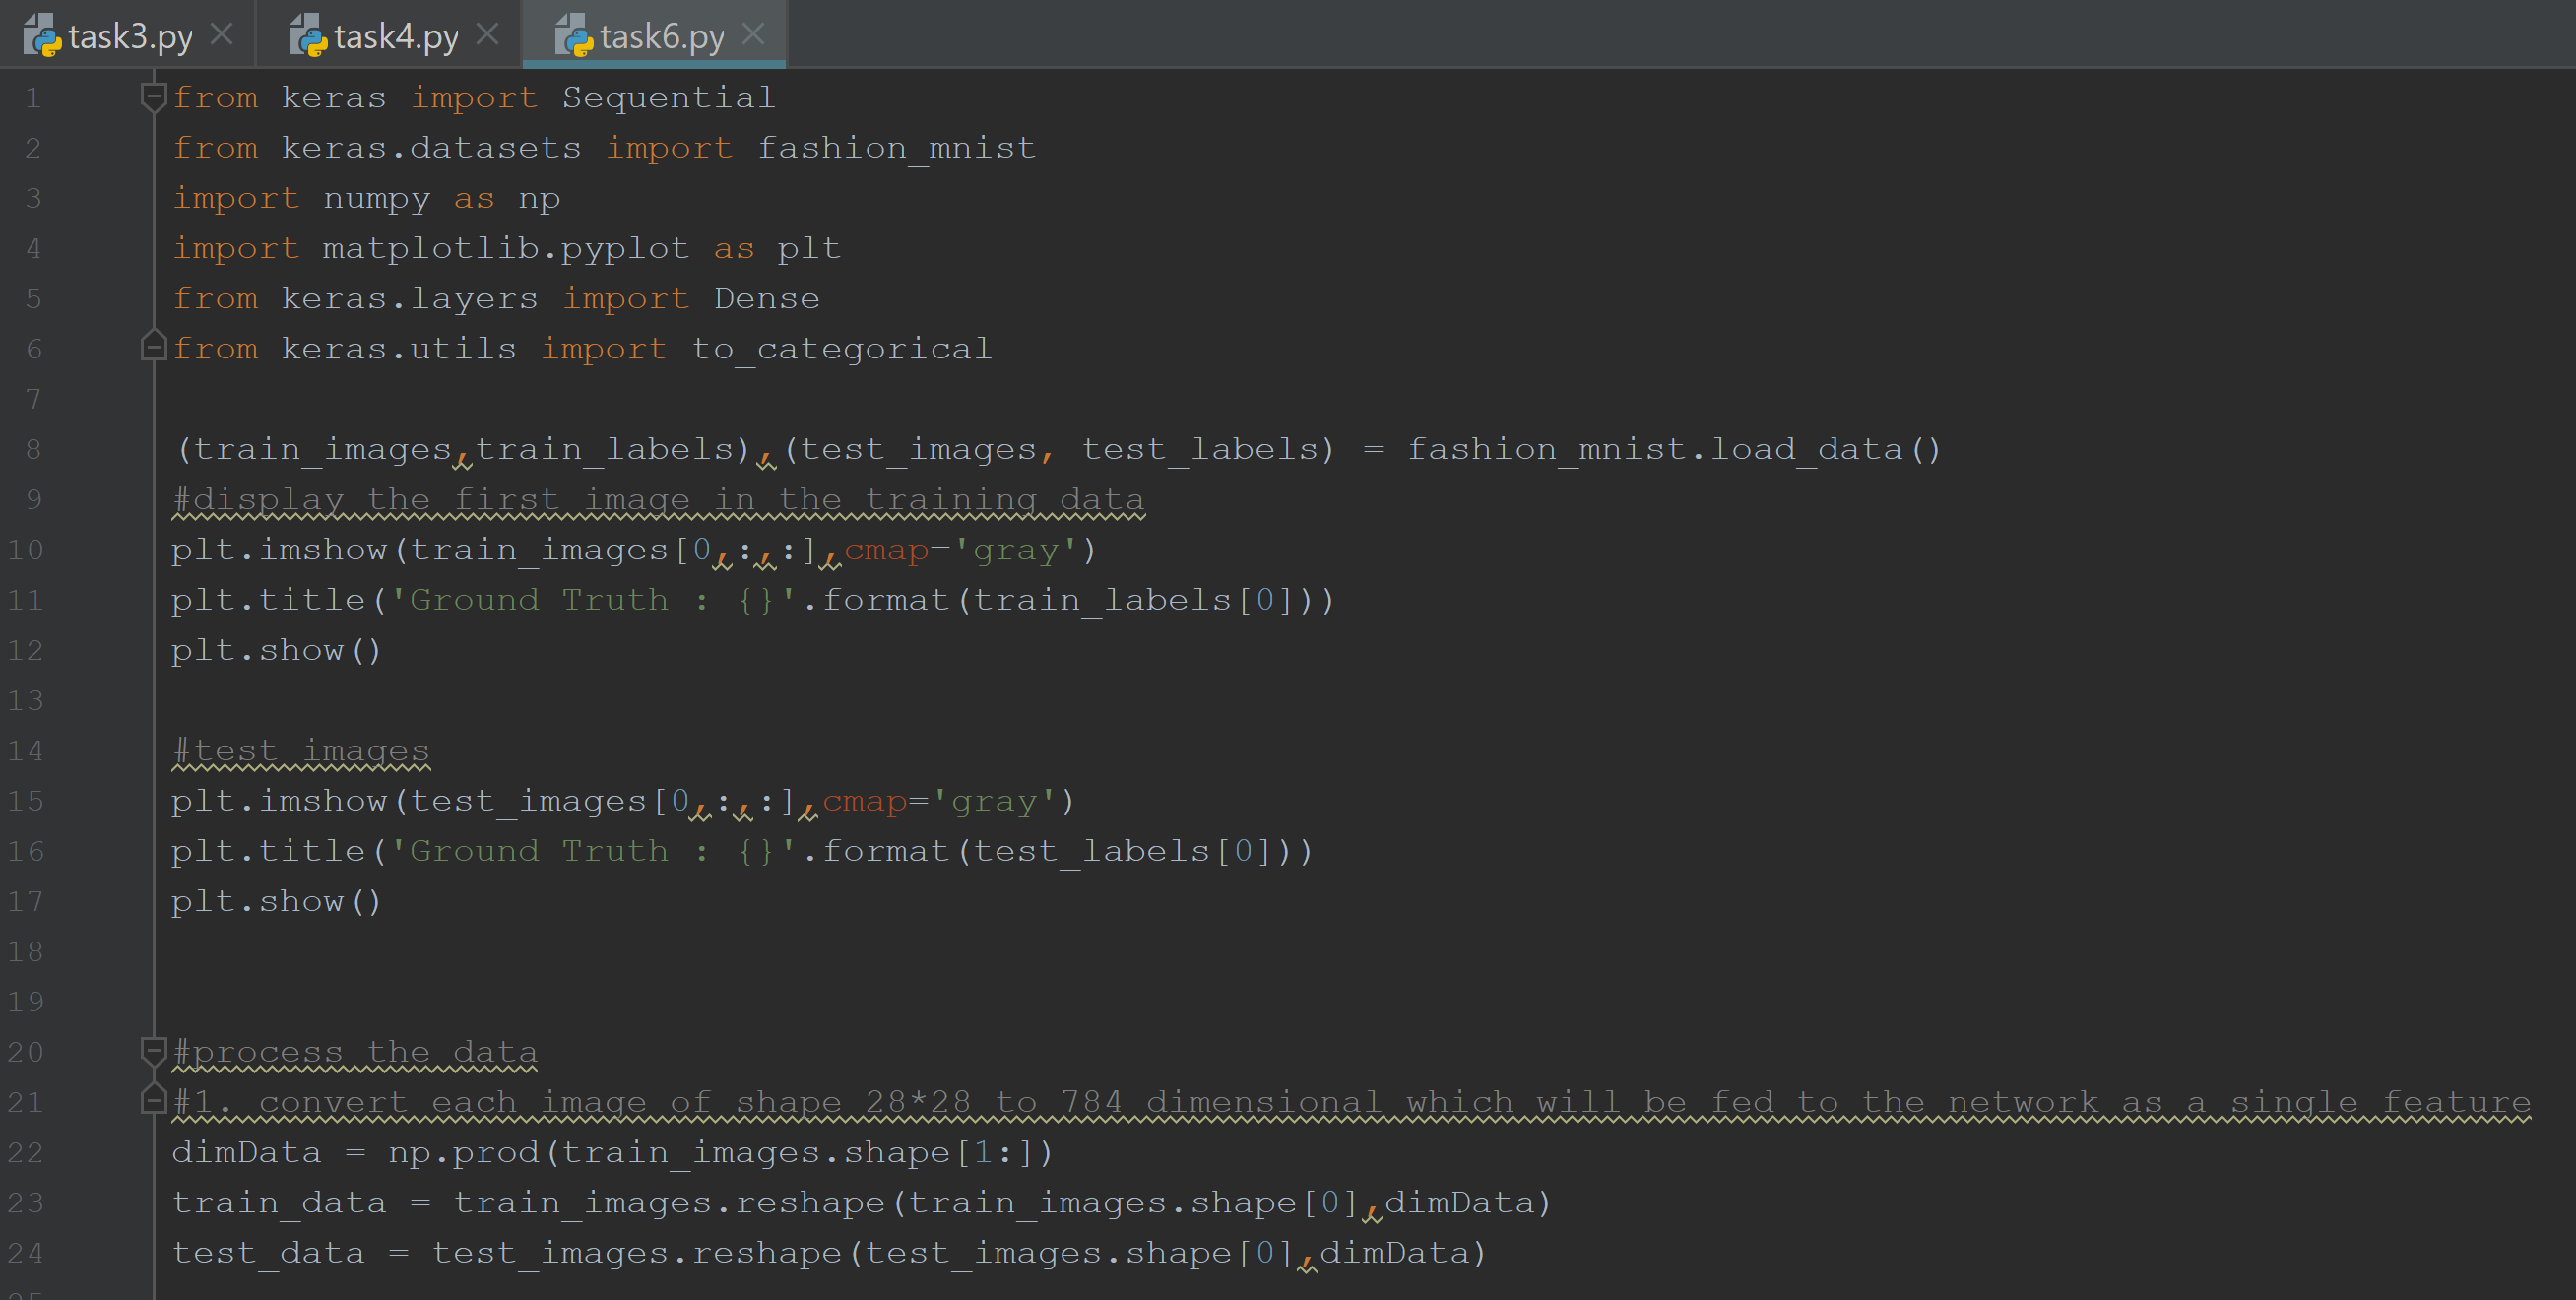 task3.py task4.py task6.py
1 from keras import Sequential
2 from keras.datasets import fashion_mnist
3 import numpy as np
4 import matplotlib.pyplot as plt
5 from keras.layers import Dense
6 from keras.utils import to_categorical
7
8 (train_images,train_labels),(test_images, test_labels) = fashion_mnist.load_data()
9 #display the first image in the training data
10 plt.imshow(train_images[0,:,:],cmap='gray')
11 plt.title('Ground Truth : {}'.format(train_labels[0]))
12 plt.show()
13
14 #test images
15 plt.imshow(test_images[0,:,:],cmap='gray')
16 plt.title('Ground Truth : {}'.format(test_labels[0]))
17 plt.show()
18
19
20 #process the data
21 #1. convert each image of shape 28*28 to 784 dimensional which will be fed to the network as a single feature
22 dimData = np.prod(train_images.shape[1:])
23 train_data = train_images.reshape(train_images.shape[0],dimData)
24 test_data = test_images.reshape(test_images.shape[0],dimData)